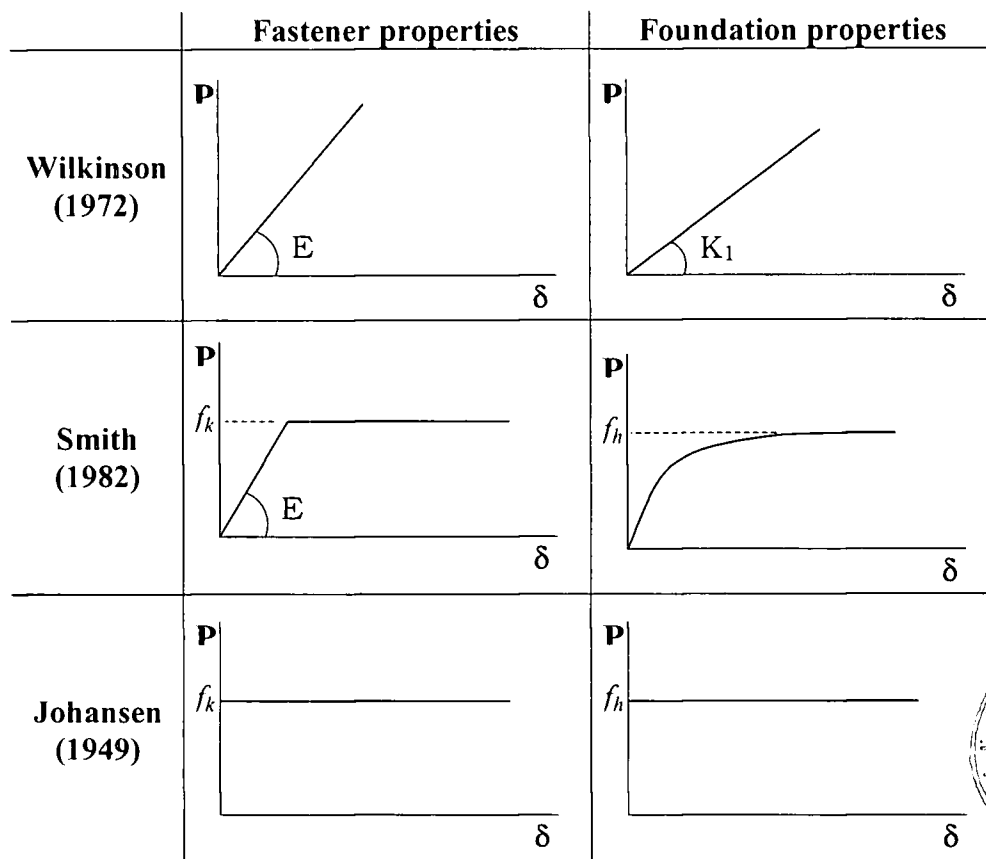 Fastener properties
Foundation properties
Wilkinson
(1972)
P
E
δ
P
K₁
δ
Smith
(1982)
P
fₖ
E
δ
P
fₕ
δ
Johansen
(1949)
P
fₖ
δ
P
fₕ
δ